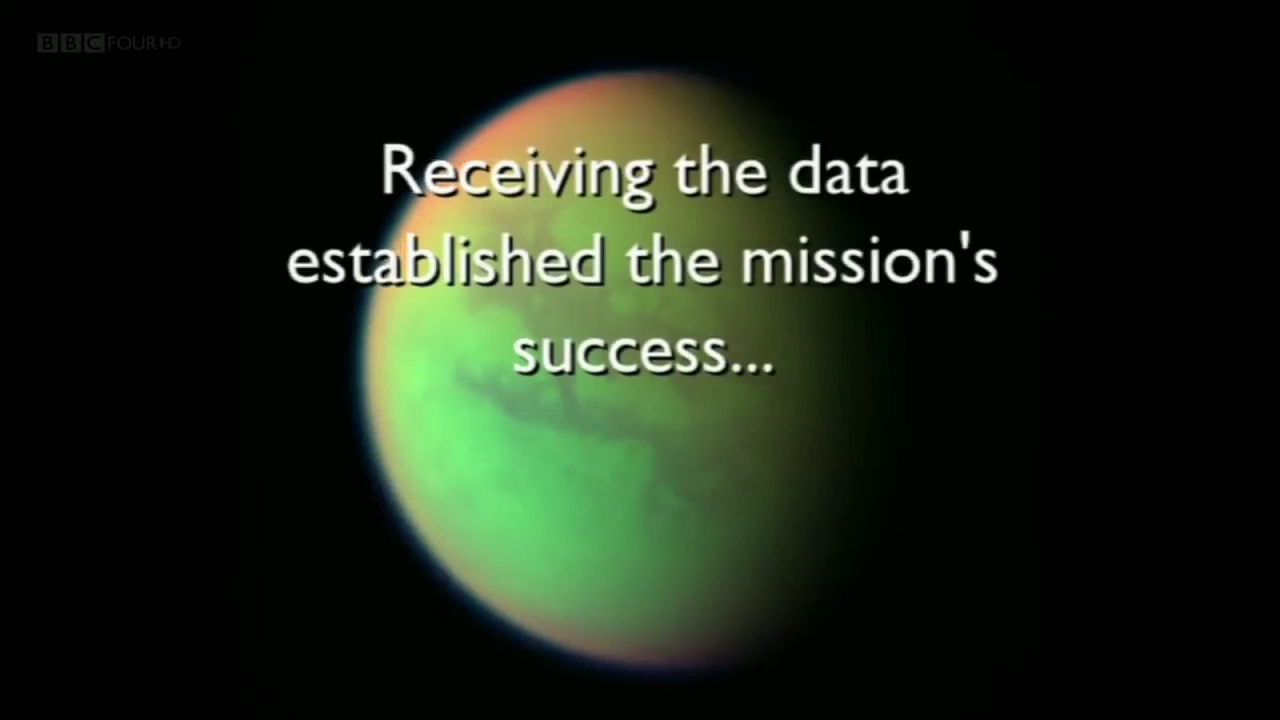 BBC FOUR HD
Receiving the data
established the mission's
success...